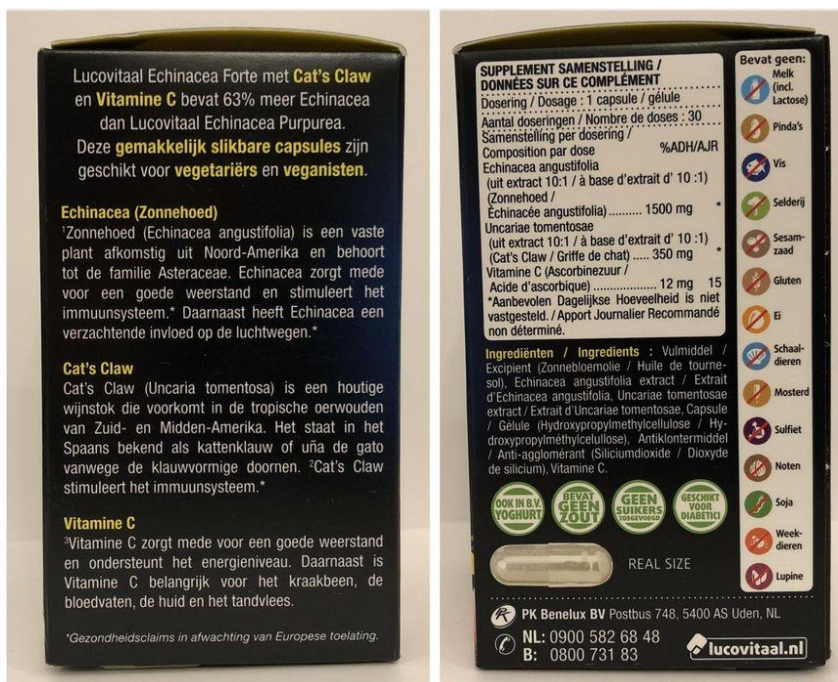 Lucovitaal Echinacea Forte met Cat's Claw
en Vitamine C bevat 63% meer Echinacea
dan Lucovitaal Echinacea Purpurea.
Deze gemakkelijk slikbare capsules zijn
geschikt voor vegetariërs en veganisten.
Echinacea (Zonnehoed)
¹Zonnehoed (Echinacea angustifolia) is een vaste
plant afkomstig uit Noord-Amerika en behoort
tot de familie Asteraceae. Echinacea zorgt mede
voor een goede weerstand en stimuleert het
immuunsysteem.* Daarnaast heeft Echinacea een
verzachtende invloed op de luchtwegen.*
Cat's Claw
Cat's Claw (Uncaria tomentosa) is een houtige
wijnstok die voorkomt in de tropische oerwouden
van Zuid- en Midden-Amerika. Het staat in het
Spaans bekend als kattenklauw of uña de gato
vanwege de klauwvormige doornen. ²Cat's Claw
stimuleert het immuunsysteem.*
Vitamine C
³Vitamine C zorgt mede voor een goede weerstand
en ondersteunt het energieniveau. Daarnaast is
Vitamine C belangrijk voor het kraakbeen, de
bloedvaten, de huid en het tandvlees.
*Gezondheidsclaims in afwachting van Europese toelating.
SUPPLEMENT SAMENSTELLING /
DONNÉES SUR CE COMPLÉMENT
Dosering / Dosage : 1 capsule / gélule
Aantal doseringen / Nombre de doses : 30
Samenstelling per dosering /
Composition par dose %ADH/AJR
Echinacea angustifolia
(uit extract 10:1 / à base d'extrait d' 10 :1)
(Zonnehoed /
Échinacée angustifolia) .......... 1500 mg *
Uncariae tomentosae
(uit extract 10:1 / à base d'extrait d' 10 :1)
(Cat's Claw / Griffe de chat) ..... 350 mg *
Vitamine C (Ascorbinezuur /
Acide d'ascorbique) ................... 12 mg 15
*Aanbevolen Dagelijkse Hoeveelheid is niet
vastgesteld. / Apport Journalier Recommandé
non déterminé.
Ingrediënten / Ingredients : Vulmiddel /
Excipient (Zonnebloemolie / Huile de tourne-
sol), Echinacea angustifolia extract / Extrait
d'Echinacea angustifolia, Uncariae tomentosae
extract / Extrait d'Uncariae tomentosae, Capsule
/ Gélule (Hydroxypropylmethylcellulose / Hy-
droxypropylméthylcelullose), Antiklontermiddel
/ Anti-agglomérant (Siliciumdioxide / Dioxyde
de silicium), Vitamine C.
OOK IN B.V.
YOGHURT
BEVAT
GEEN
ZOUT
GEEN
SUIKERS
TOEGEVOEGD
GESCHIKT
VOOR
DIABETICI
REAL SIZE
Bevat geen:
Melk
(incl.
Lactose)
Pinda's
Vis
Selderij
Sesam-
zaad
Gluten
Ei
Schaal-
dieren
Mosterd
Sulfiet
Noten
Soja
Week-
dieren
Lupine
PK Benelux BV Postbus 748, 5400 AS Uden, NL
NL: 0900 582 68 48
B: 0800 731 83
lucovitaal.nl